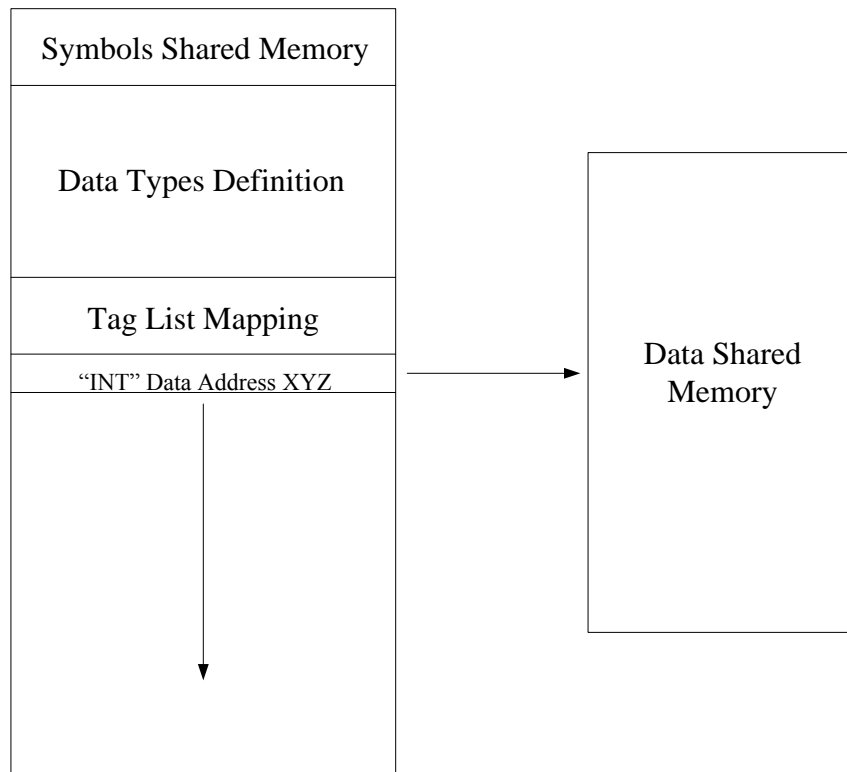 Symbols Shared Memory
Data Types Definition
Tag List Mapping
“INT” Data Address XYZ
Data Shared
Memory